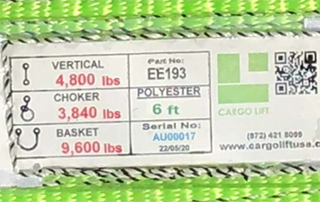 VERTICAL
4,800 lbs
CHOKER
3,840 lbs
BASKET
9,600 lbs
Part No:
EE193
POLYESTER
6 ft
Serial No:
AU00017
22/05/20
CARGO LIFT
(972) 421 8099
www.cargoliftusa.c